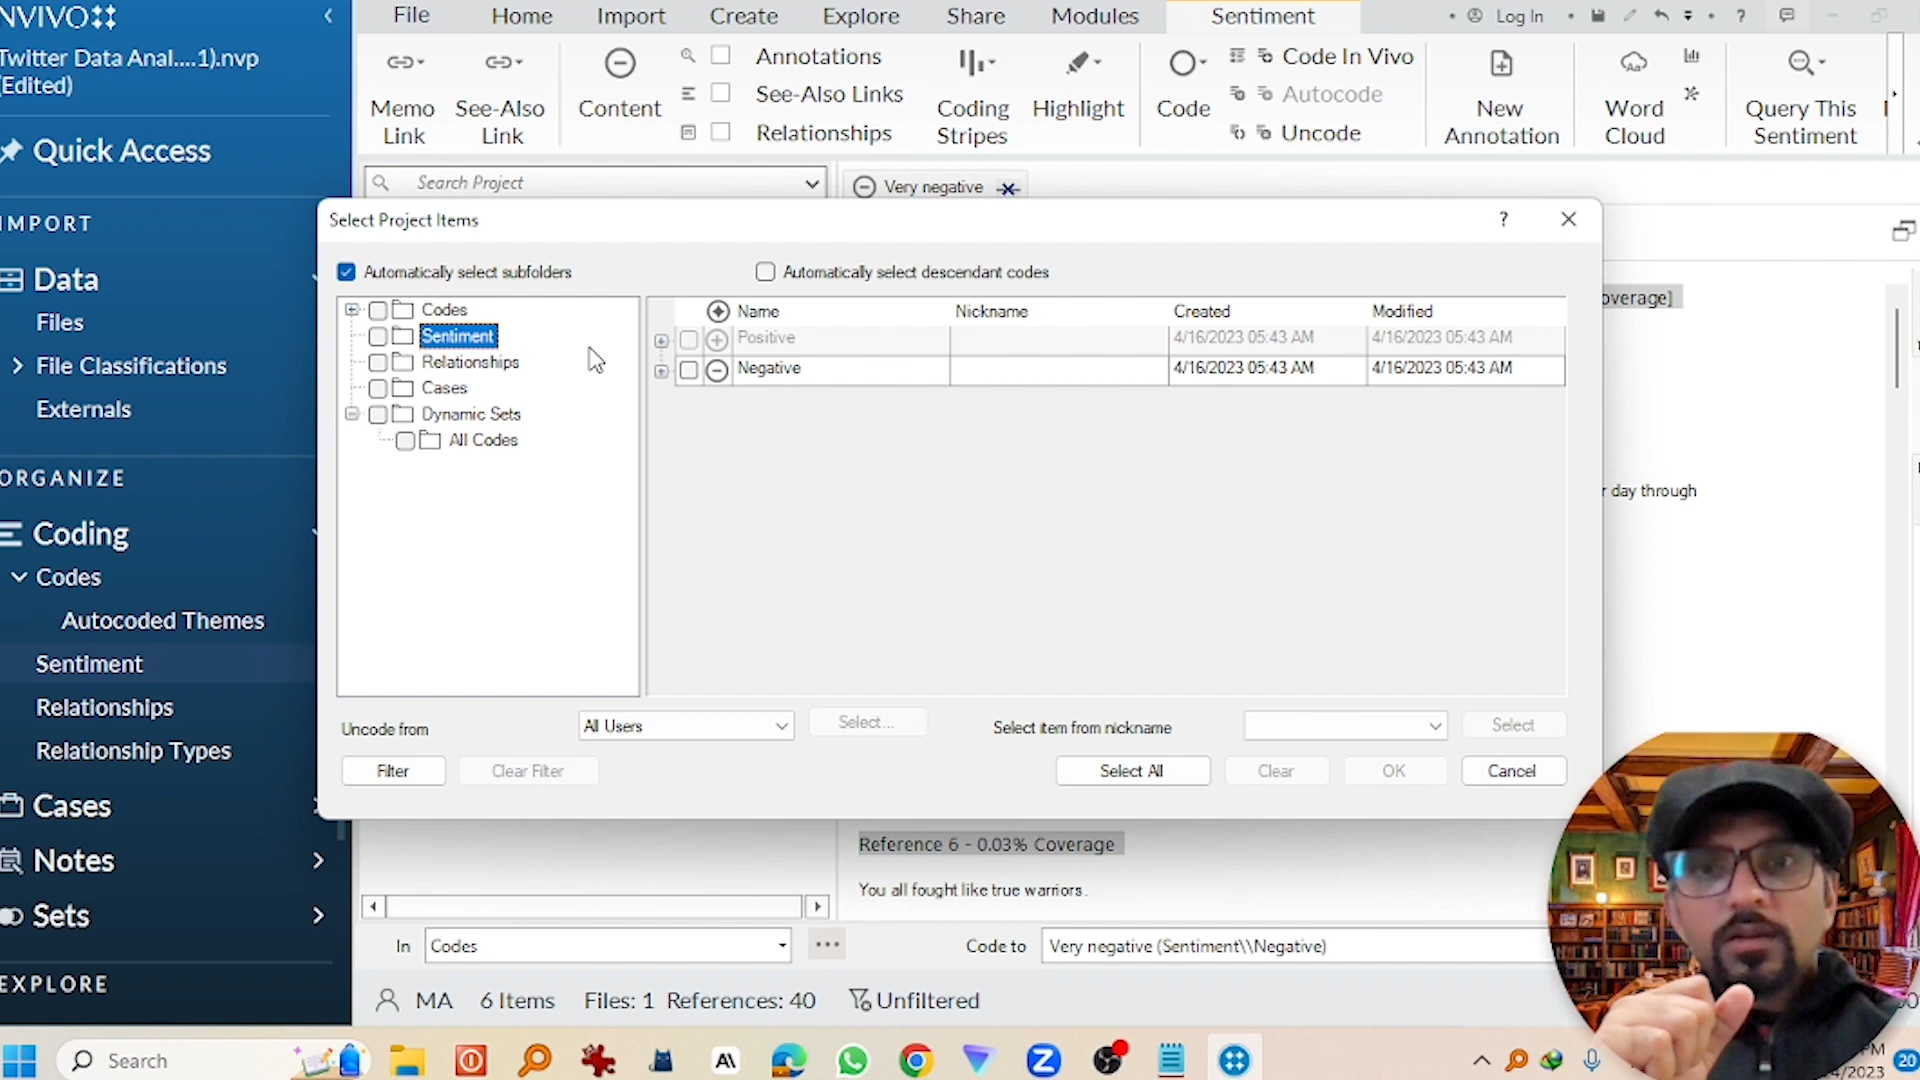 NVIVO
Twitter Data Anal....1).nvp
(Edited)
Quick Access
IMPORT
Data
Files
File Classifications
Externals
ORGANIZE
Coding
Codes
Autocoded Themes
Sentiment
Relationships
Relationship Types
Cases
Notes
Sets
EXPLORE
File Home Import Create Explore Share Modules Sentiment
Log In ?
Memo Link
See-Also Link
Content
Annotations
See-Also Links
Relationships
Coding Stripes
Highlight
Code
Code In Vivo
Autocode
Uncode
New Annotation
Word Cloud
Query This Sentiment
Search Project
Very negative
Select Project Items ?
Automatically select subfolders
Automatically select descendant codes
Codes
Sentiment
Relationships
Cases
Dynamic Sets
All Codes
Name Nickname Created Modified
Positive 4/16/2023 05:43 AM 4/16/2023 05:43 AM
Negative 4/16/2023 05:43 AM 4/16/2023 05:43 AM
Uncode from All Users Select... Select item from nickname Select
Filter Clear Filter Select All Clear OK Cancel
overage]
r day through
Reference 6 - 0.03% Coverage
You all fought like true warriors.
In Codes ... Code to Very negative (Sentiment\\Negative)
MA 6 Items Files: 1 References: 40 Unfiltered
Search
20